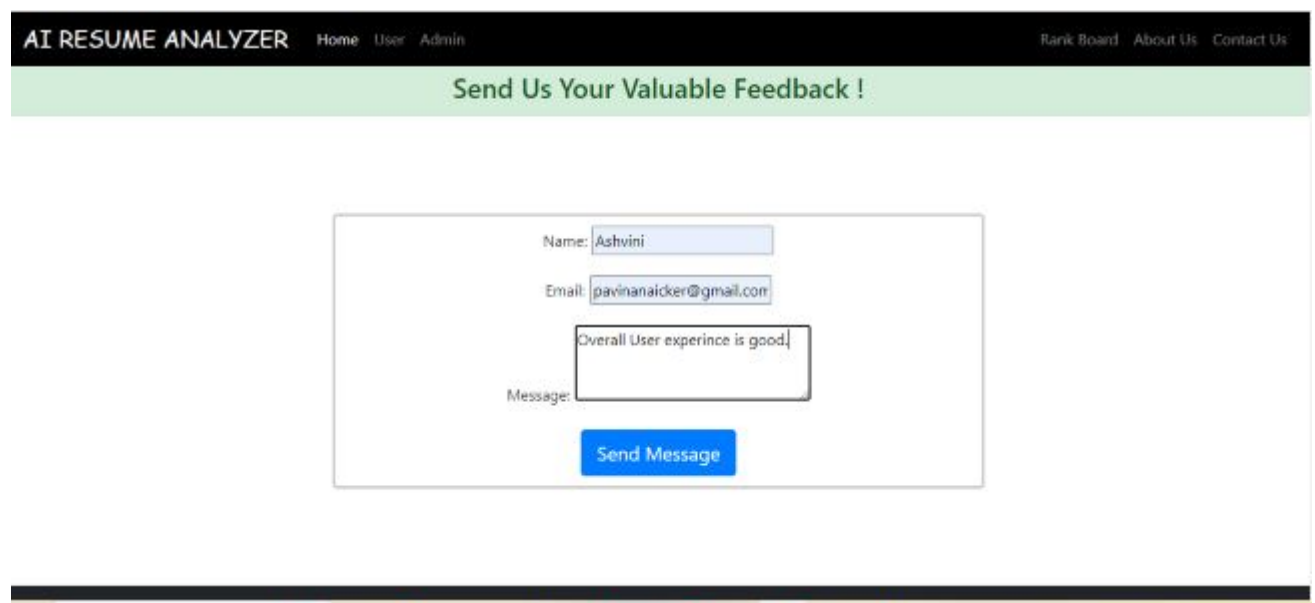 AI RESUME ANALYZER Home User Admin Rank Board About Us Contact Us
Send Us Your Valuable Feedback !
Name: Ashvini
Email: pavinanaicker@gmail.com
Overall User experince is good.
Message:
Send Message